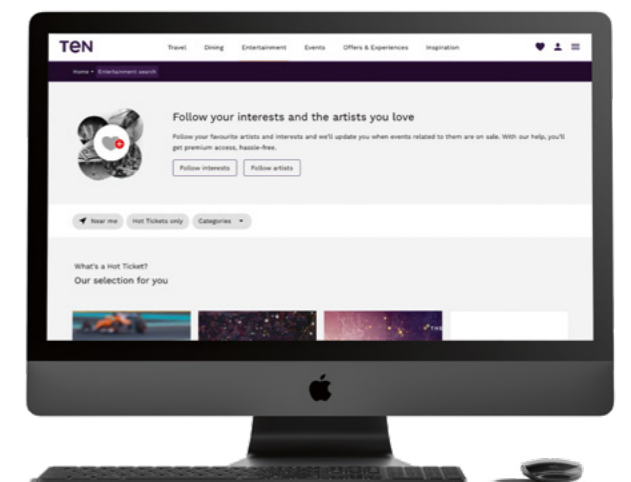 TEN
Travel Dining Entertainment Events Offers & Experiences Inspiration
Home • Entertainment search
Follow your interests and the artists you love
Follow your favourite artists and interests and we'll update you when events related to them are on sale. With our help, you'll
get premium access, hassle-free.
Follow interests Follow artists
Near me Hot Tickets only Categories
What's a Hot Ticket?
Our selection for you
THE